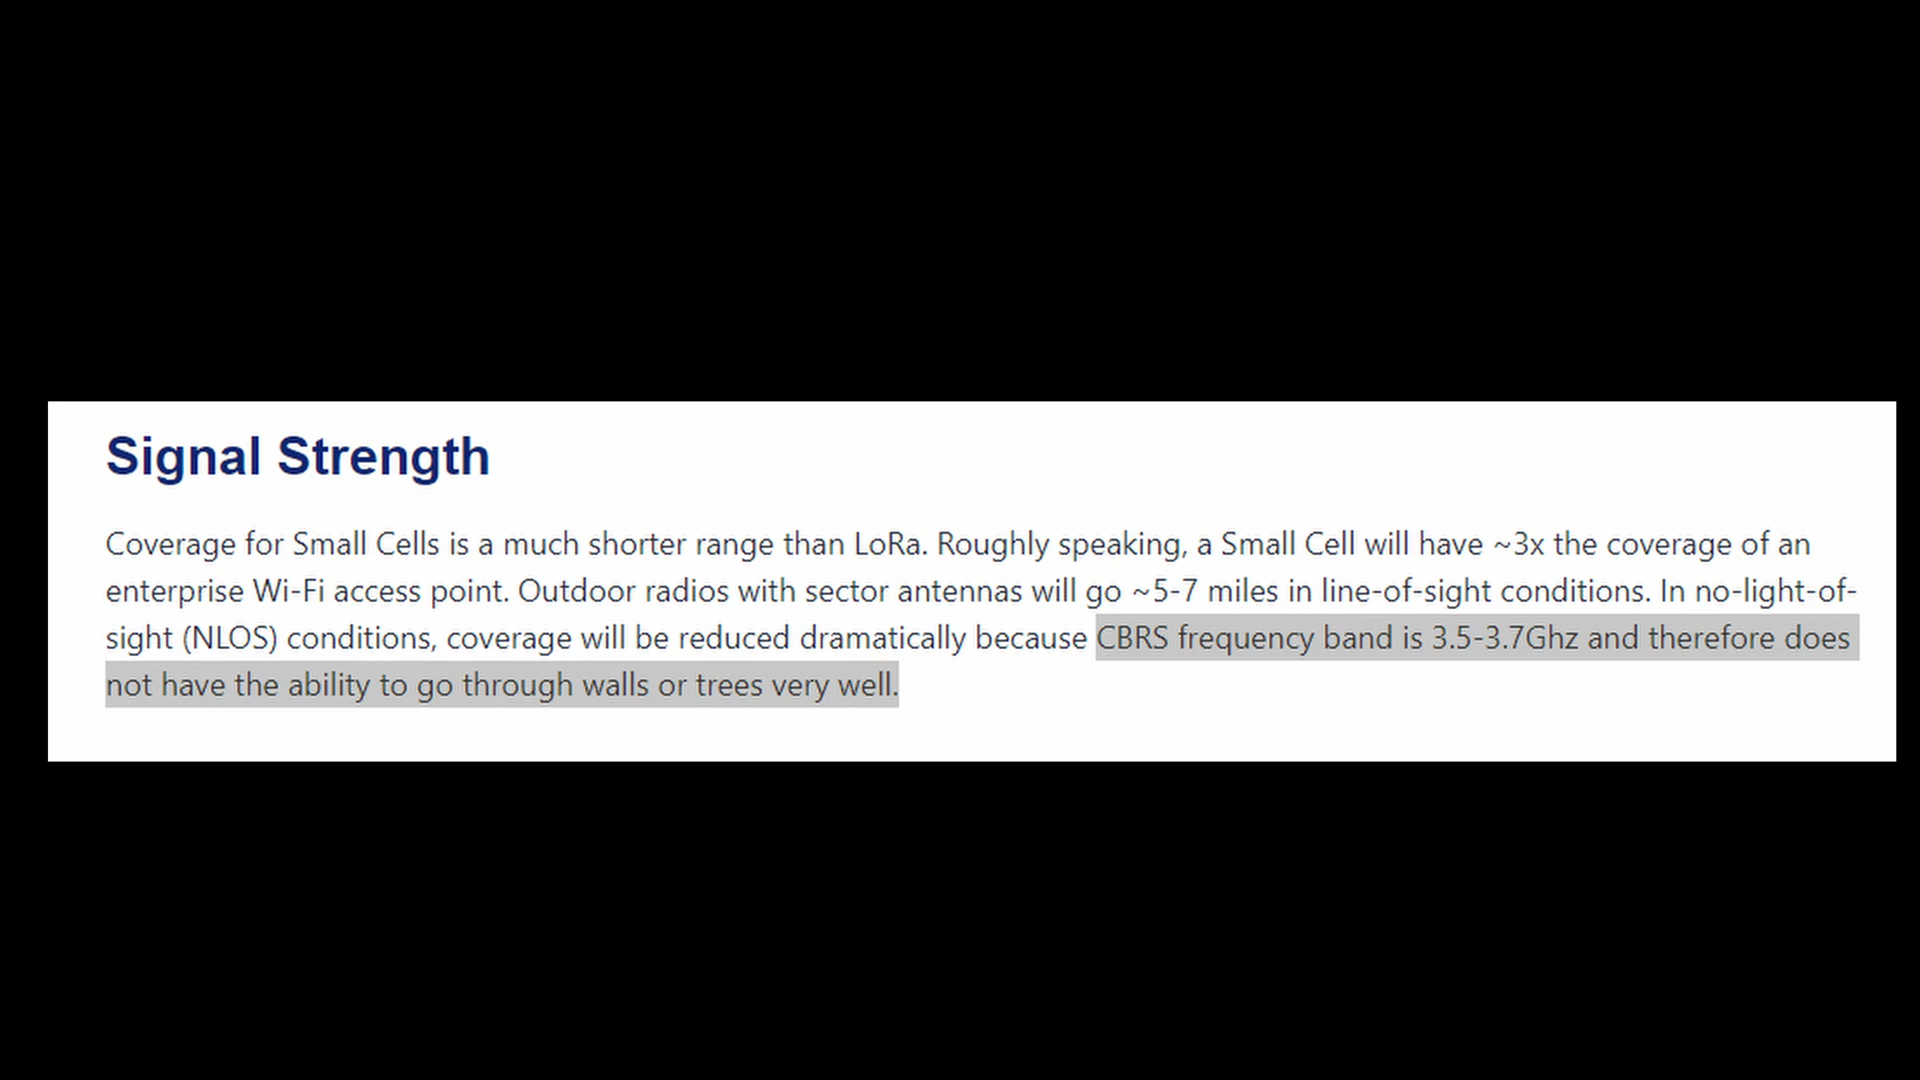 Signal Strength
Coverage for Small Cells is a much shorter range than LoRa. Roughly speaking, a Small Cell will have ~3x the coverage of an
enterprise Wi-Fi access point. Outdoor radios with sector antennas will go ~5-7 miles in line-of-sight conditions. In no-light-of-
sight (NLOS) conditions, coverage will be reduced dramatically because CBRS frequency band is 3.5-3.7Ghz and therefore does
not have the ability to go through walls or trees very well.